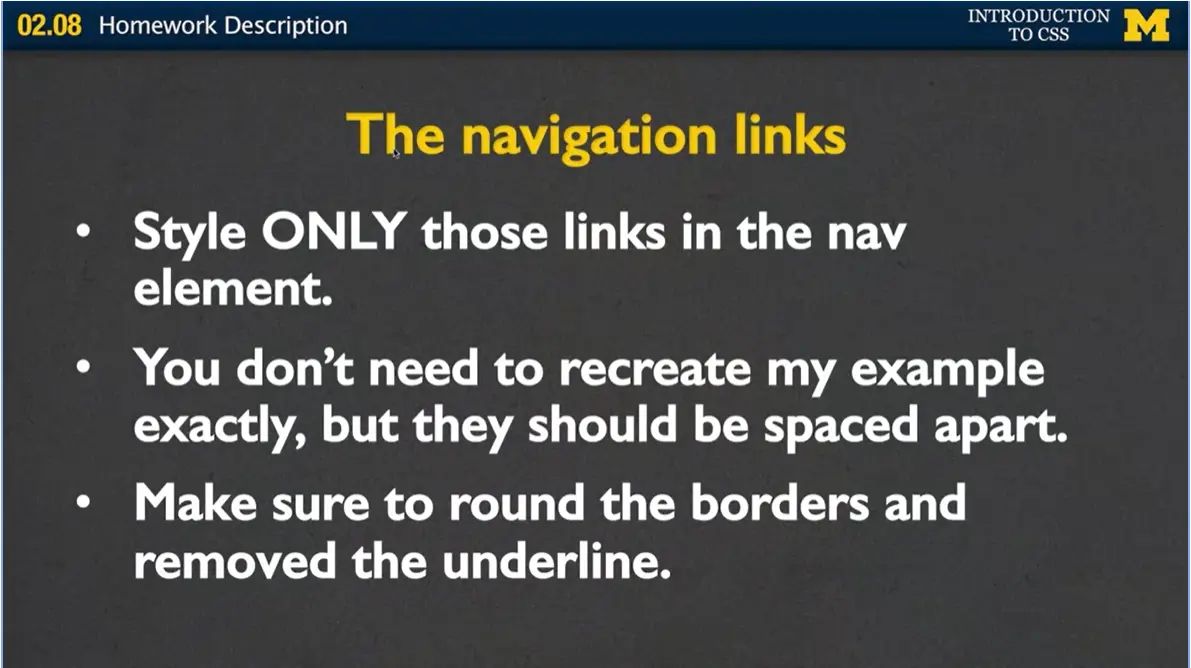 02.08 Homework Description
INTRODUCTION
TO CSS
M
The navigation links
• Style ONLY those links in the nav
element.
• You don’t need to recreate my example
exactly, but they should be spaced apart.
• Make sure to round the borders and
removed the underline.